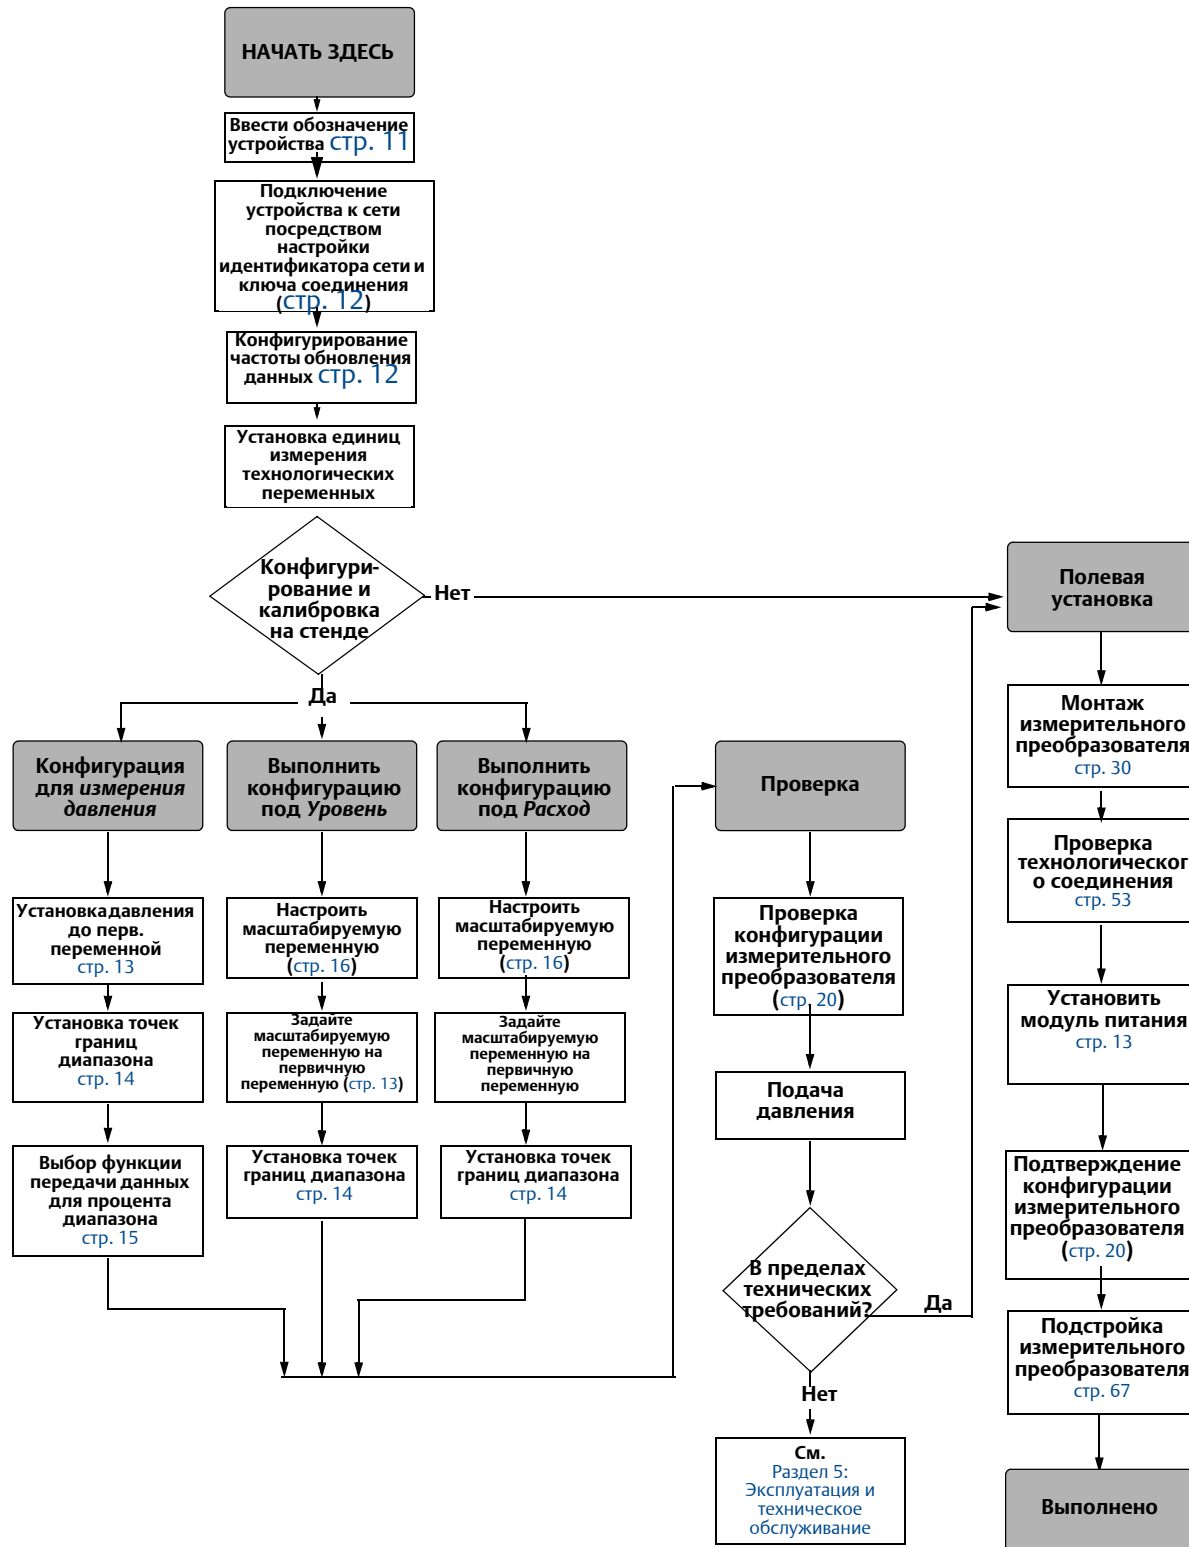 НАЧАТЬ ЗДЕСЬ
Ввести обозначение
устройства стр. 11
Подключение
устройства к сети
посредством
настройки
идентификатора сети и
ключа соединения
(стр. 12)
Конфигурирование
частоты обновления
данных стр. 12
Установка единиц
измерения
технологических
переменных
Конфигури-
рование и
калибровка
на стенде
Нет
Да
Конфигурация
для измерения
давления
Установка давления
до перв.
переменной
стр. 13
Установка точек
границ
диапазона
стр. 14
Выбор функции
передачи данных
для процента
диапазона
стр. 15
Выполнить
конфигурацию
под Уровень
Настроить
масштабируемую
переменную
(стр. 16)
Задайте
масштабируемую
переменную на
первичную
переменную (стр. 13)
Установка точек
границ диапазона
стр. 14
Выполнить
конфигурацию
под Расход
Настроить
масштабируемую
переменную
(стр. 16)
Задайте
масштабируемую
переменную на
первичную
переменную
Установка точек
границ диапазона
стр. 14
Проверка
Проверка
конфигурации
измерительного
преобразователя
(стр. 20)
Подача
давления
В пределах
технических
требований?
Да
Нет
См.
Раздел 5:
Эксплуатация и
техническое
обслуживание
Полевая
установка
Монтаж
измерительного
преобразователя
стр. 30
Проверка
технологическог
о соединения
стр. 53
Установить
модуль питания
стр. 13
Подтверждение
конфигурации
измерительного
преобразователя
(стр. 20)
Подстройка
измерительного
преобразователя
стр. 67
Выполнено